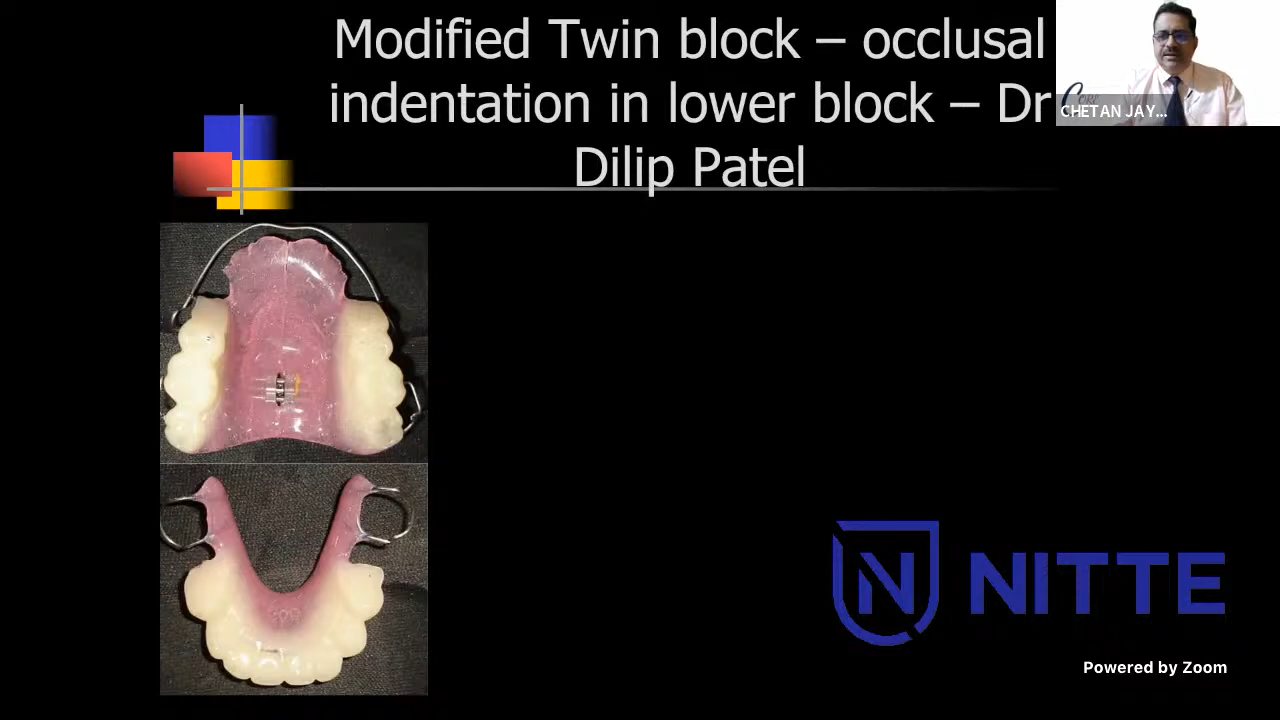 Modified Twin block – occlusal
indentation in lower block – Dr
Dilip Patel
CHETAN JAY...
N NITTE
Powered by Zoom